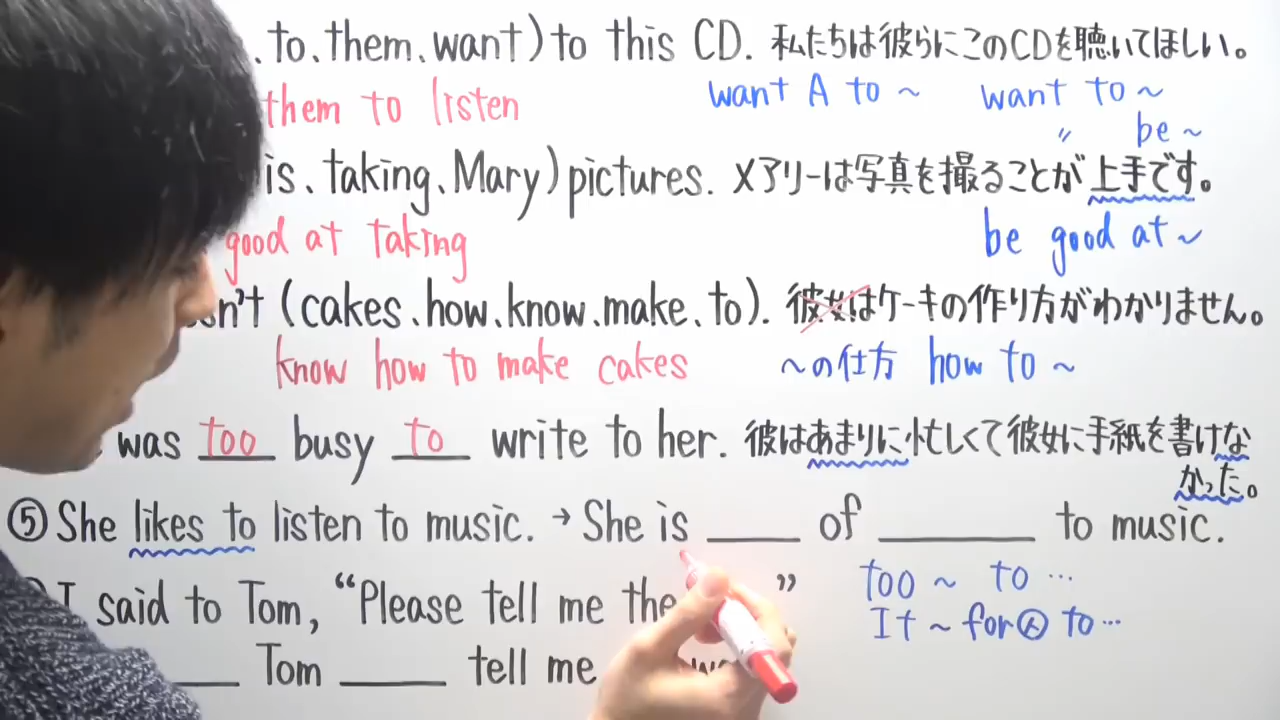 .to、them、want) to this CD. 私たちは彼らにこのCDを聴いてほしい。
them to listen want A to ~ want to ~
〃 be ~
is、taking、Mary) pictures. メアリーは写真を撮ることが上手です。
good at taking be good at ~
n't (cakes、how、know、make、to). 彼女はケーキの作り方がわかりません。
know how to make cakes ~の仕方 how to ~
was too busy to write to her. 彼はあまりに忙しくて彼女に手紙を書けな
かった。
⑤ She likes to listen to music. → She is ____ of ____ to music.
I said to Tom, “Please tell me the ” too ~ to …
It ~ for 人 to …
____ Tom ____ tell me